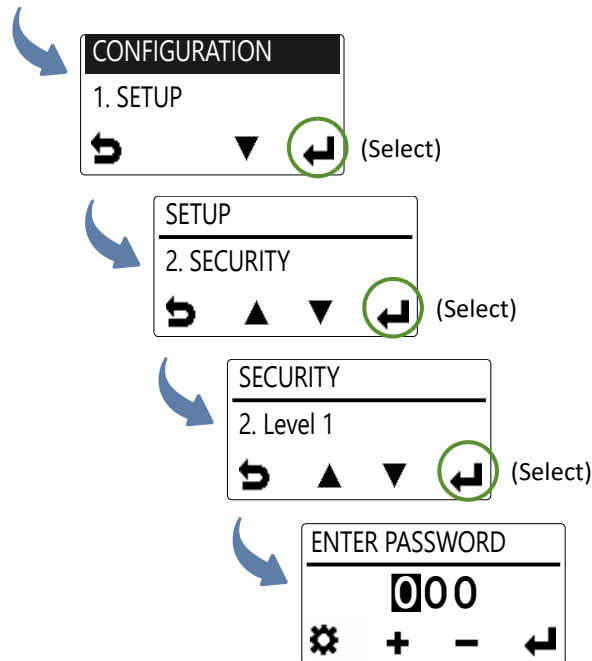 CONFIGURATION
1. SETUP
(Select)
SETUP
2. SECURITY
(Select)
SECURITY
2. Level 1
(Select)
ENTER PASSWORD
000
+ -